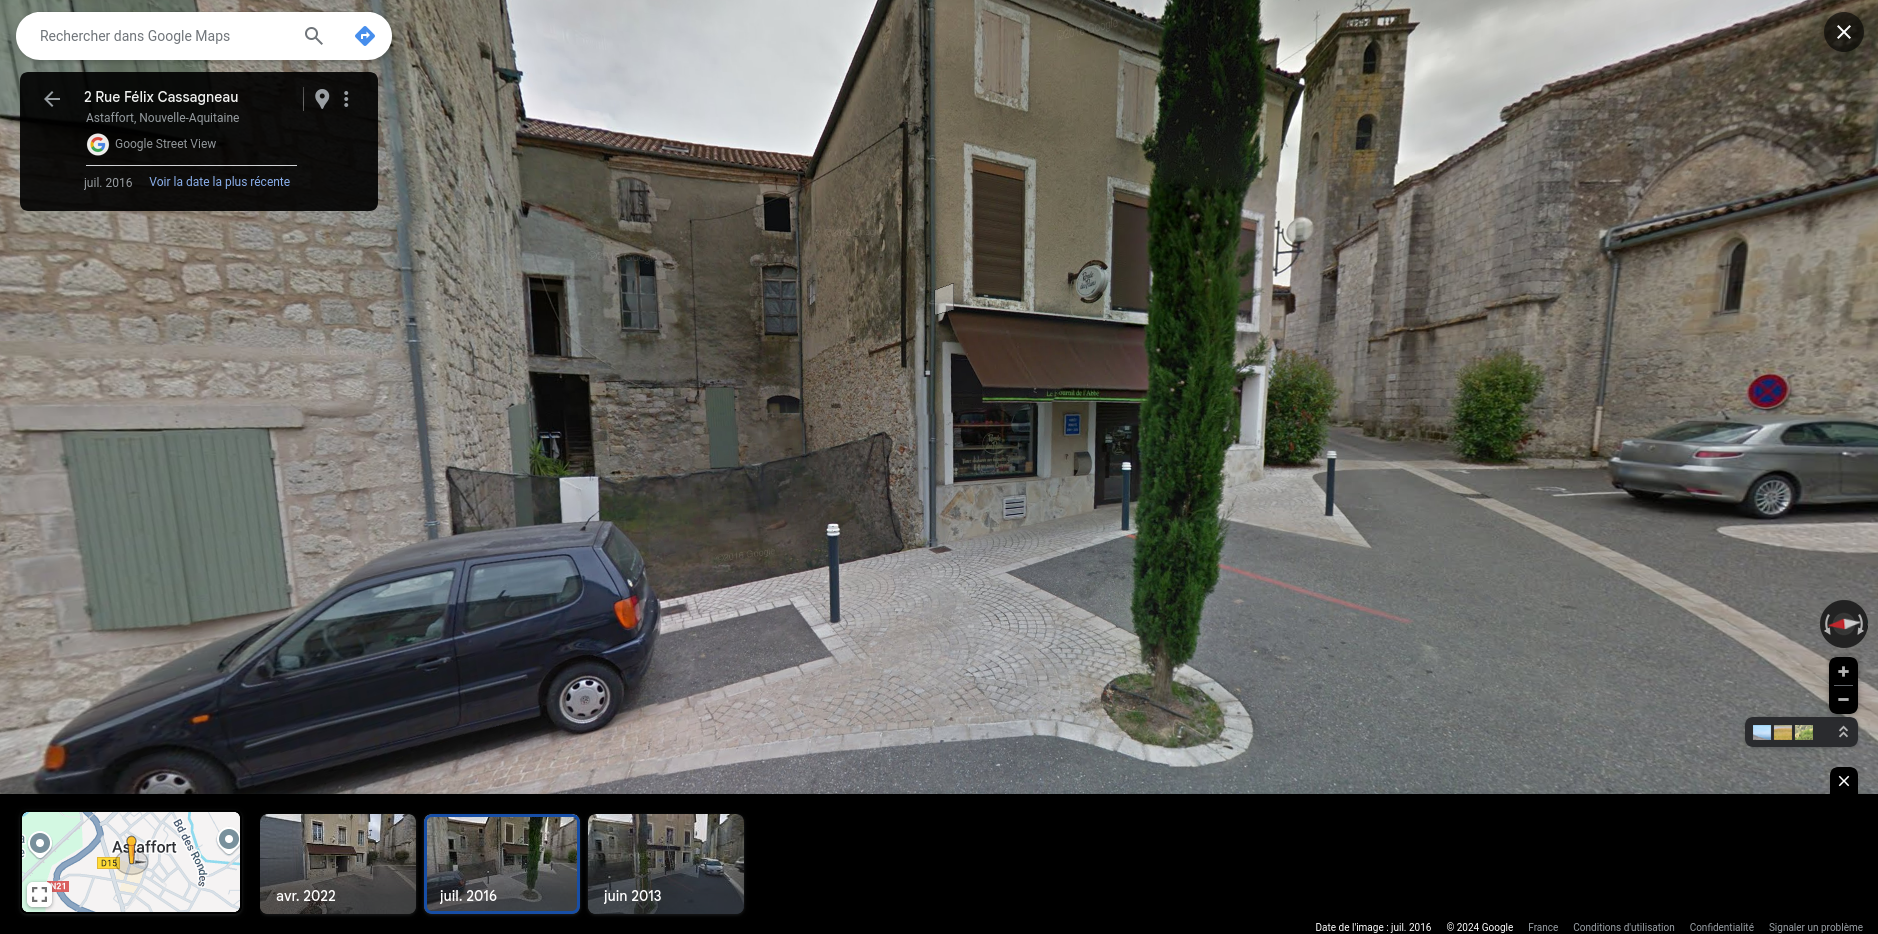 Rechercher dans Google Maps
2 Rue Félix Cassagneau
Astaffort, Nouvelle-Aquitaine
Google Street View
juil. 2016
Voir la date la plus récente
Astaffort
Bd des Rondes
D15
N21
avr. 2022
juil. 2016
juin 2013
Date de l'image : juil. 2016
© 2024 Google
France
Conditions d'utilisation
Confidentialité
Signaler un problème